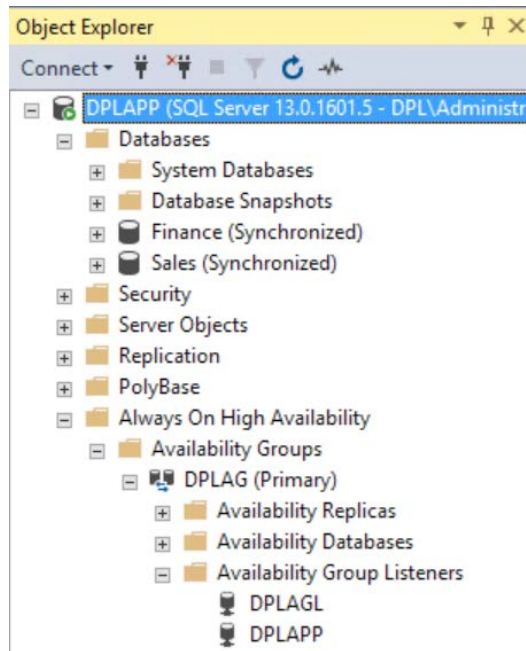 Object Explorer
Connect
DPLAPP (SQL Server 13.0.1601.5 - DPL\Administr
Databases
System Databases
Database Snapshots
Finance (Synchronized)
Sales (Synchronized)
Security
Server Objects
Replication
PolyBase
Always On High Availability
Availability Groups
DPLAG (Primary)
Availability Replicas
Availability Databases
Availability Group Listeners
DPLAGL
DPLAPP